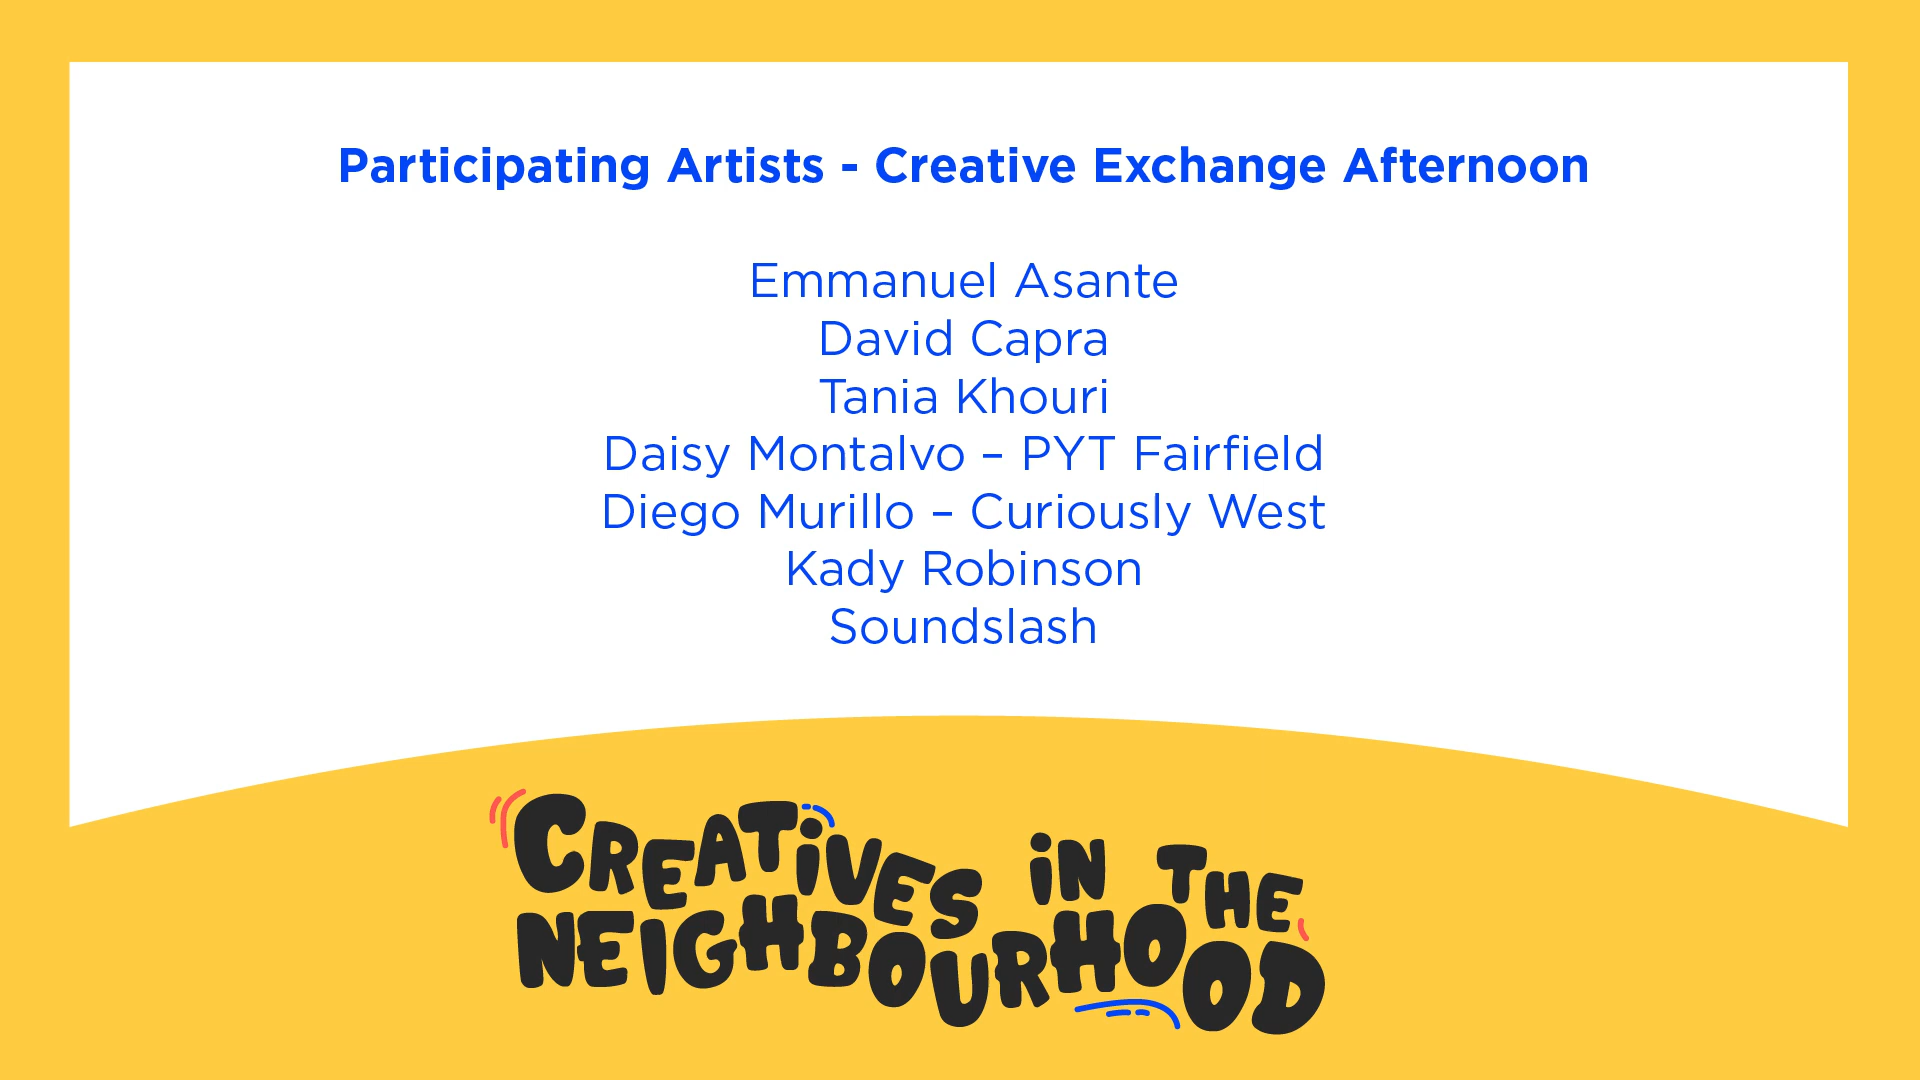 Participating Artists - Creative Exchange Afternoon
Emmanuel Asante
David Capra
Tania Khouri
Daisy Montalvo – PYT Fairfield
Diego Murillo – Curiously West
Kady Robinson
Soundslash
CREATiVES iN THE
NEIGHBOURHOOD